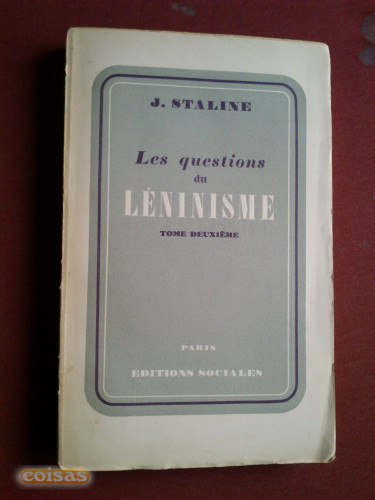 J. STALINE
Les questions
du
LÉNINISME
TOME DEUXIÈME
PARIS
ÉDITIONS SOCIALES
coisas